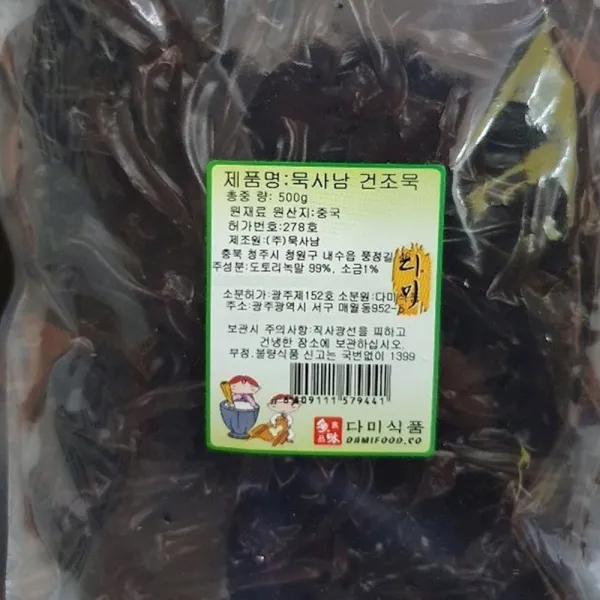 제품명:묵사남 건조묵
총중 량: 500g
원재료 원산지:중국
허가번호:278호
제조원:(주)묵사남
충북 청주시 청원구 내수읍 풍정길
주성분:도토리녹말 99%, 소금1%
소분허가:광주제152호 소분원:다미식품
주소:광주광역시 서구 매월동952-
보관시 주의사항:직사광선을 피하고
건냉한 장소에 보관하십시오.
부정.불량식품 신고는 국번없이 1399
8 809111 579441
다미식품
DAMIFOOD.CO